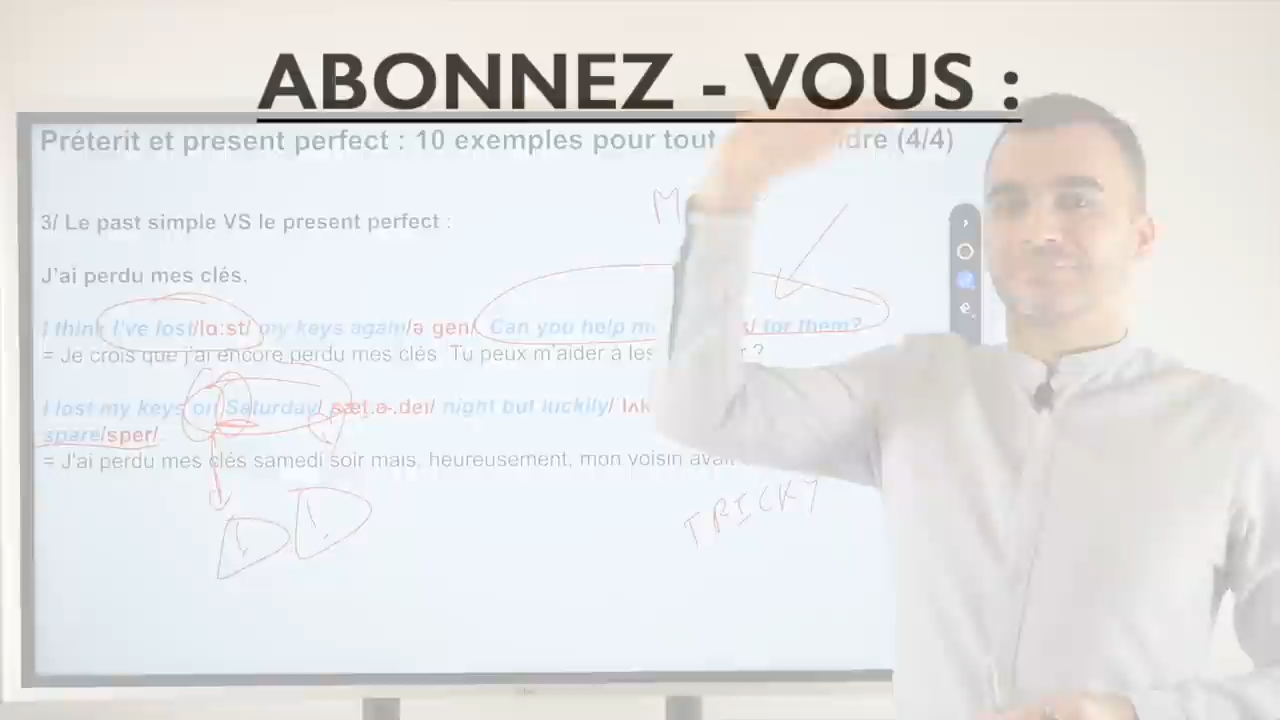 ABONNEZ - VOUS :
Préterit et present perfect : 10 exemples pour tout dre (4/4)
3/ Le past simple VS le present perfect :
J'ai perdu mes clés.
I think I've lost/lɑːst/ my keys again/ə gen/. Can you help for them?
= Je crois que j'ai encore perdu mes clés. Tu peux m'aider à les ?
I lost my keys on Saturday/ sæt̬.ɚ.deɪ/ night but luckily/
spare/sper/.
= J'ai perdu mes clés samedi soir mais, heureusement, mon voisin avait
TRICKY